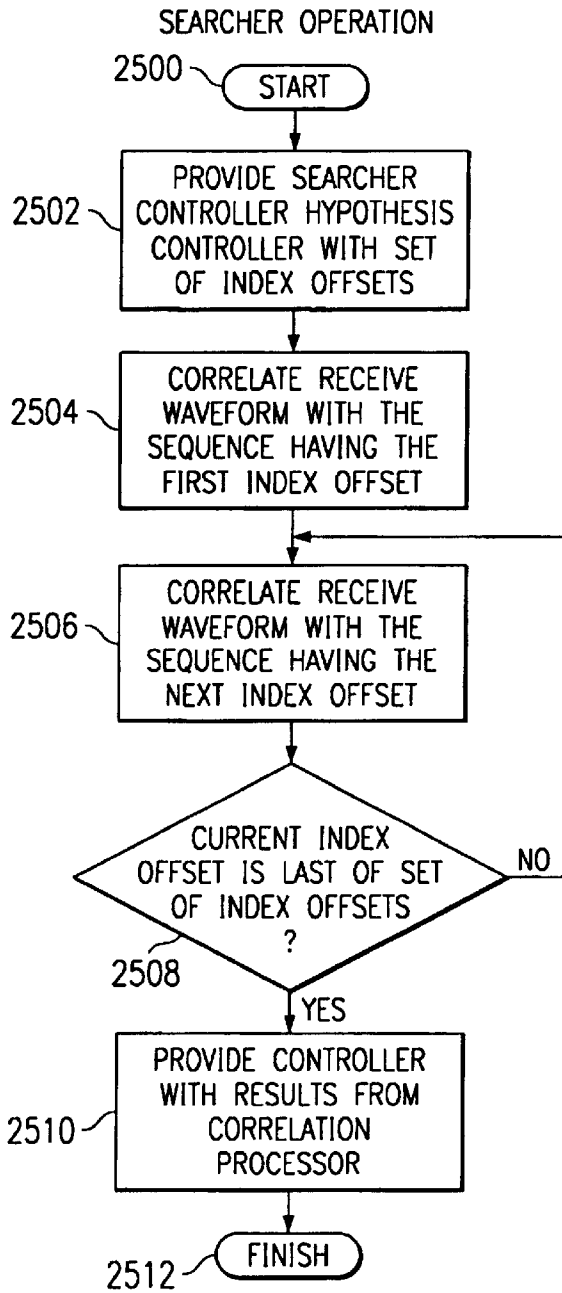 SEARCHER OPERATION
2500
START
2502
PROVIDE SEARCHER
CONTROLLER HYPOTHESIS
CONTROLLER WITH SET
OF INDEX OFFSETS
2504
CORRELATE RECEIVE
WAVEFORM WITH THE
SEQUENCE HAVING THE
FIRST INDEX OFFSET
2506
CORRELATE RECEIVE
WAVEFORM WITH THE
SEQUENCE HAVING THE
NEXT INDEX OFFSET
CURRENT INDEX
OFFSET IS LAST OF SET
OF INDEX OFFSETS
?
NO
2508
YES
2510
PROVIDE CONTROLLER
WITH RESULTS FROM
CORRELATION
PROCESSOR
2512
FINISH